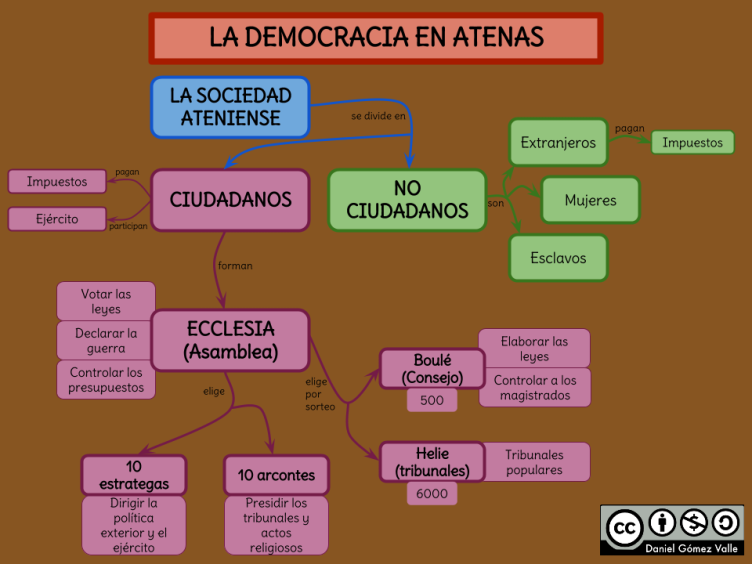 LA DEMOCRACIA EN ATENAS
LA SOCIEDAD
ATENIENSE
se divide en
Extranjeros
pagan
Impuestos
pagan
Impuestos
CIUDADANOS
NO
CIUDADANOS
son
Mujeres
Ejército
participan
Esclavos
forman
Votar las
leyes
Declarar la
guerra
Controlar los
presupuestos
ECCLESIA
(Asamblea)
elige
elige
por
sorteo
Boulé
(Consejo)
500
Elaborar las
leyes
Controlar a los
magistrados
Helie
(tribunales)
6000
Tribunales
populares
10
estrategas
Dirigir la
política
exterior y el
ejército
10 arcontes
Presidir los
tribunales y
actos
religiosos
cc
Daniel Gómez Valle